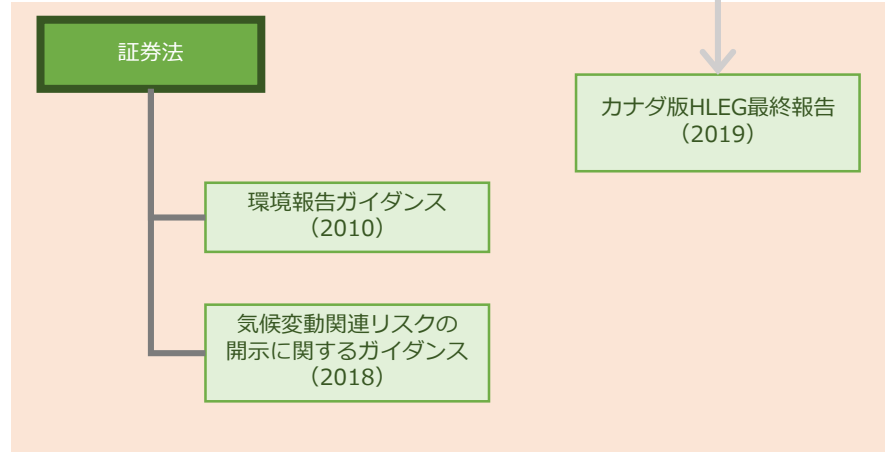 証券法
カナダ版HLEG最終報告
（2019）
環境報告ガイダンス
（2010）
気候変動関連リスクの
開示に関するガイダンス
（2018）